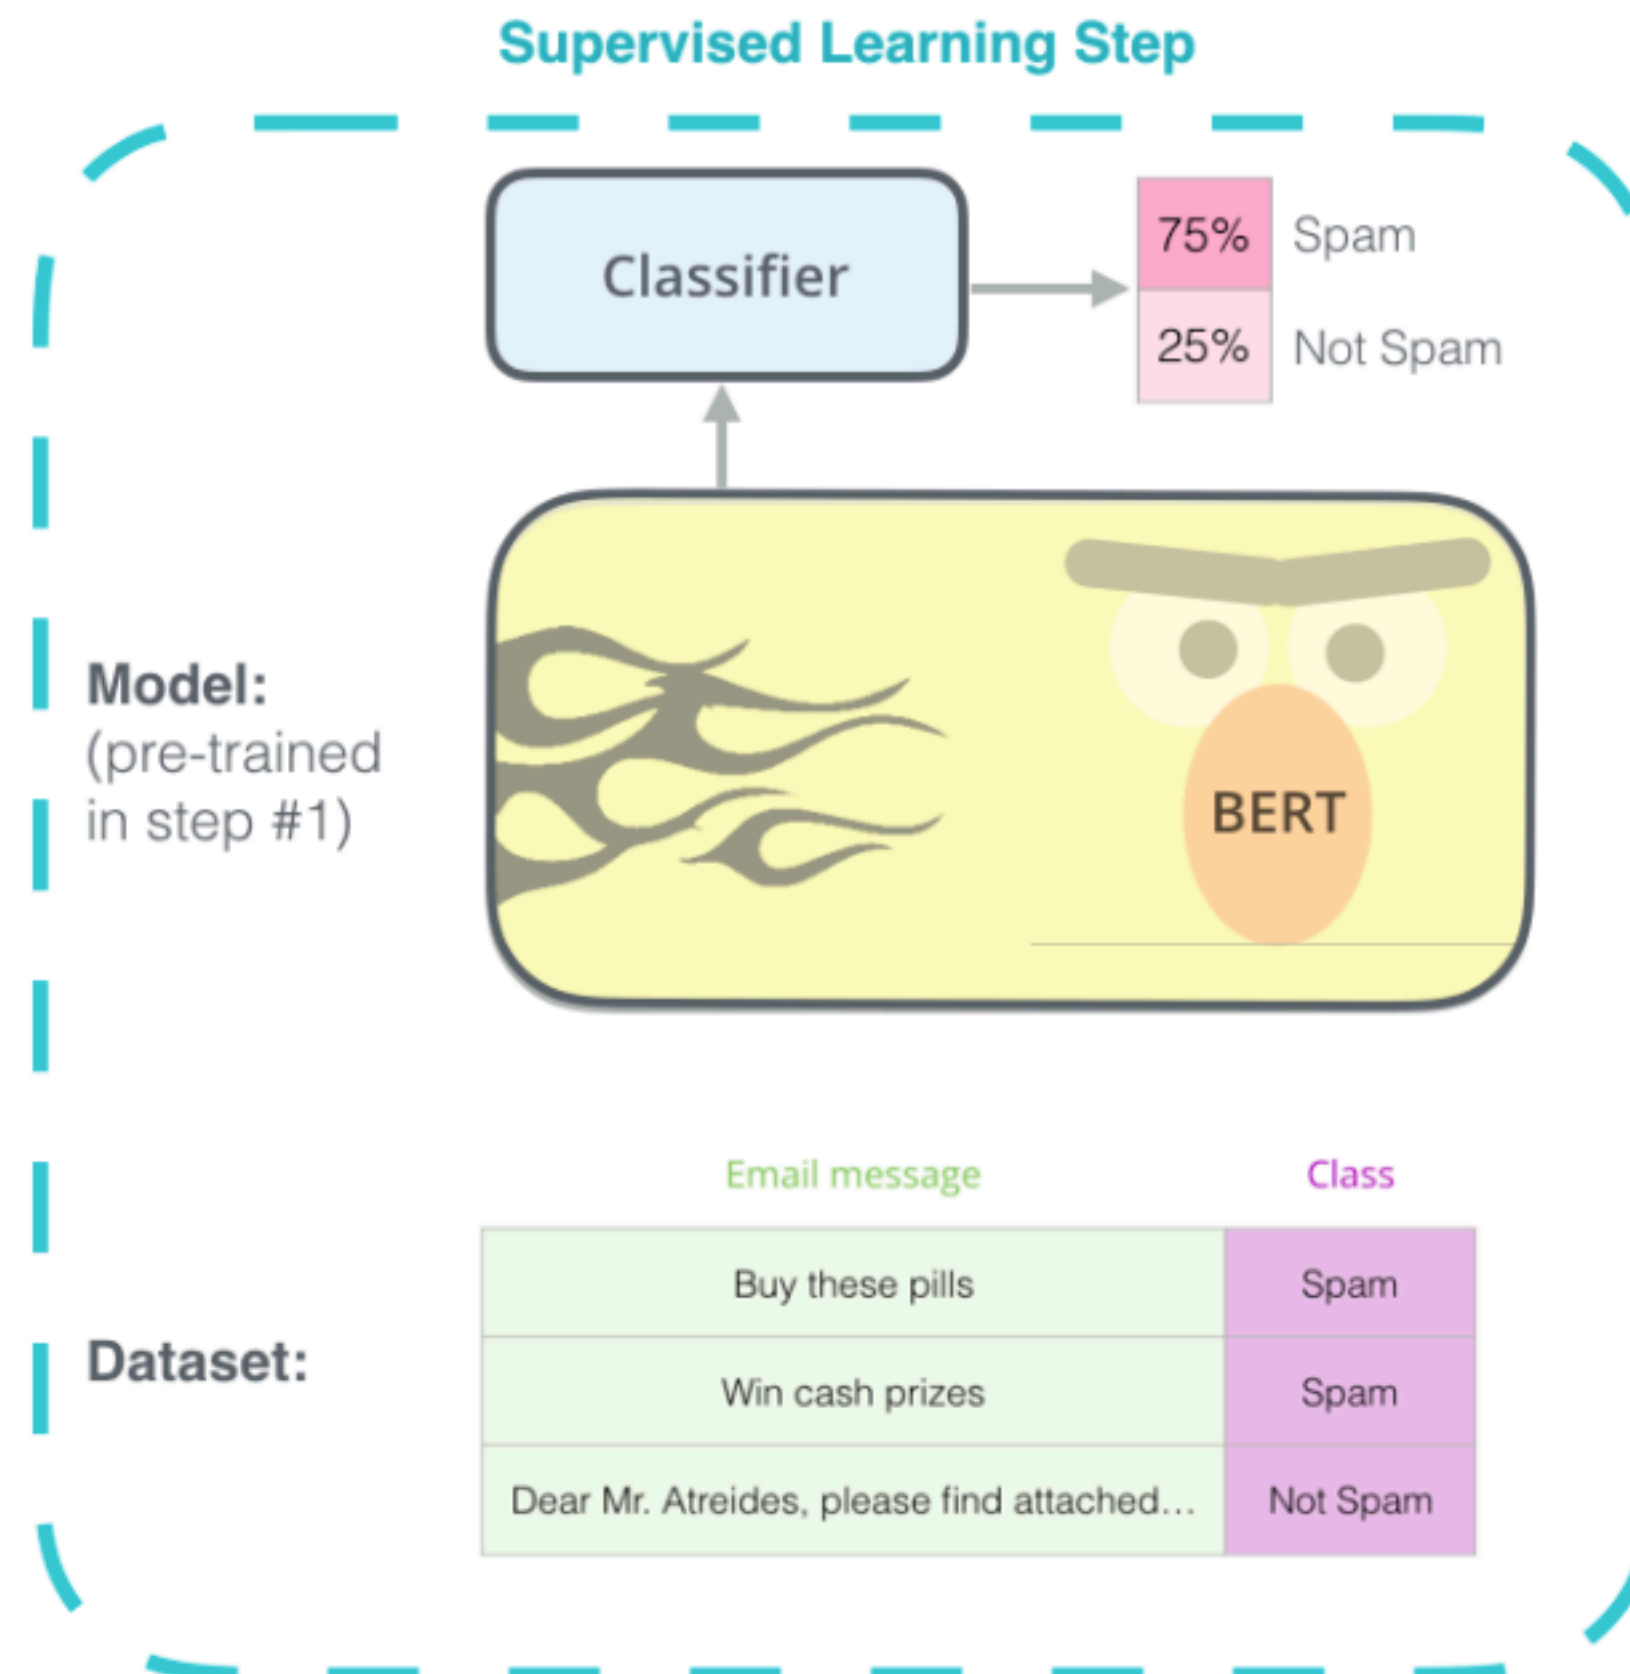 Supervised Learning Step
Classifier
75% Spam
25% Not Spam
Model:
(pre-trained
in step #1)
BERT
Email message Class
Buy these pills Spam
Dataset:
Win cash prizes Spam
Dear Mr. Atreides, please find attached... Not Spam